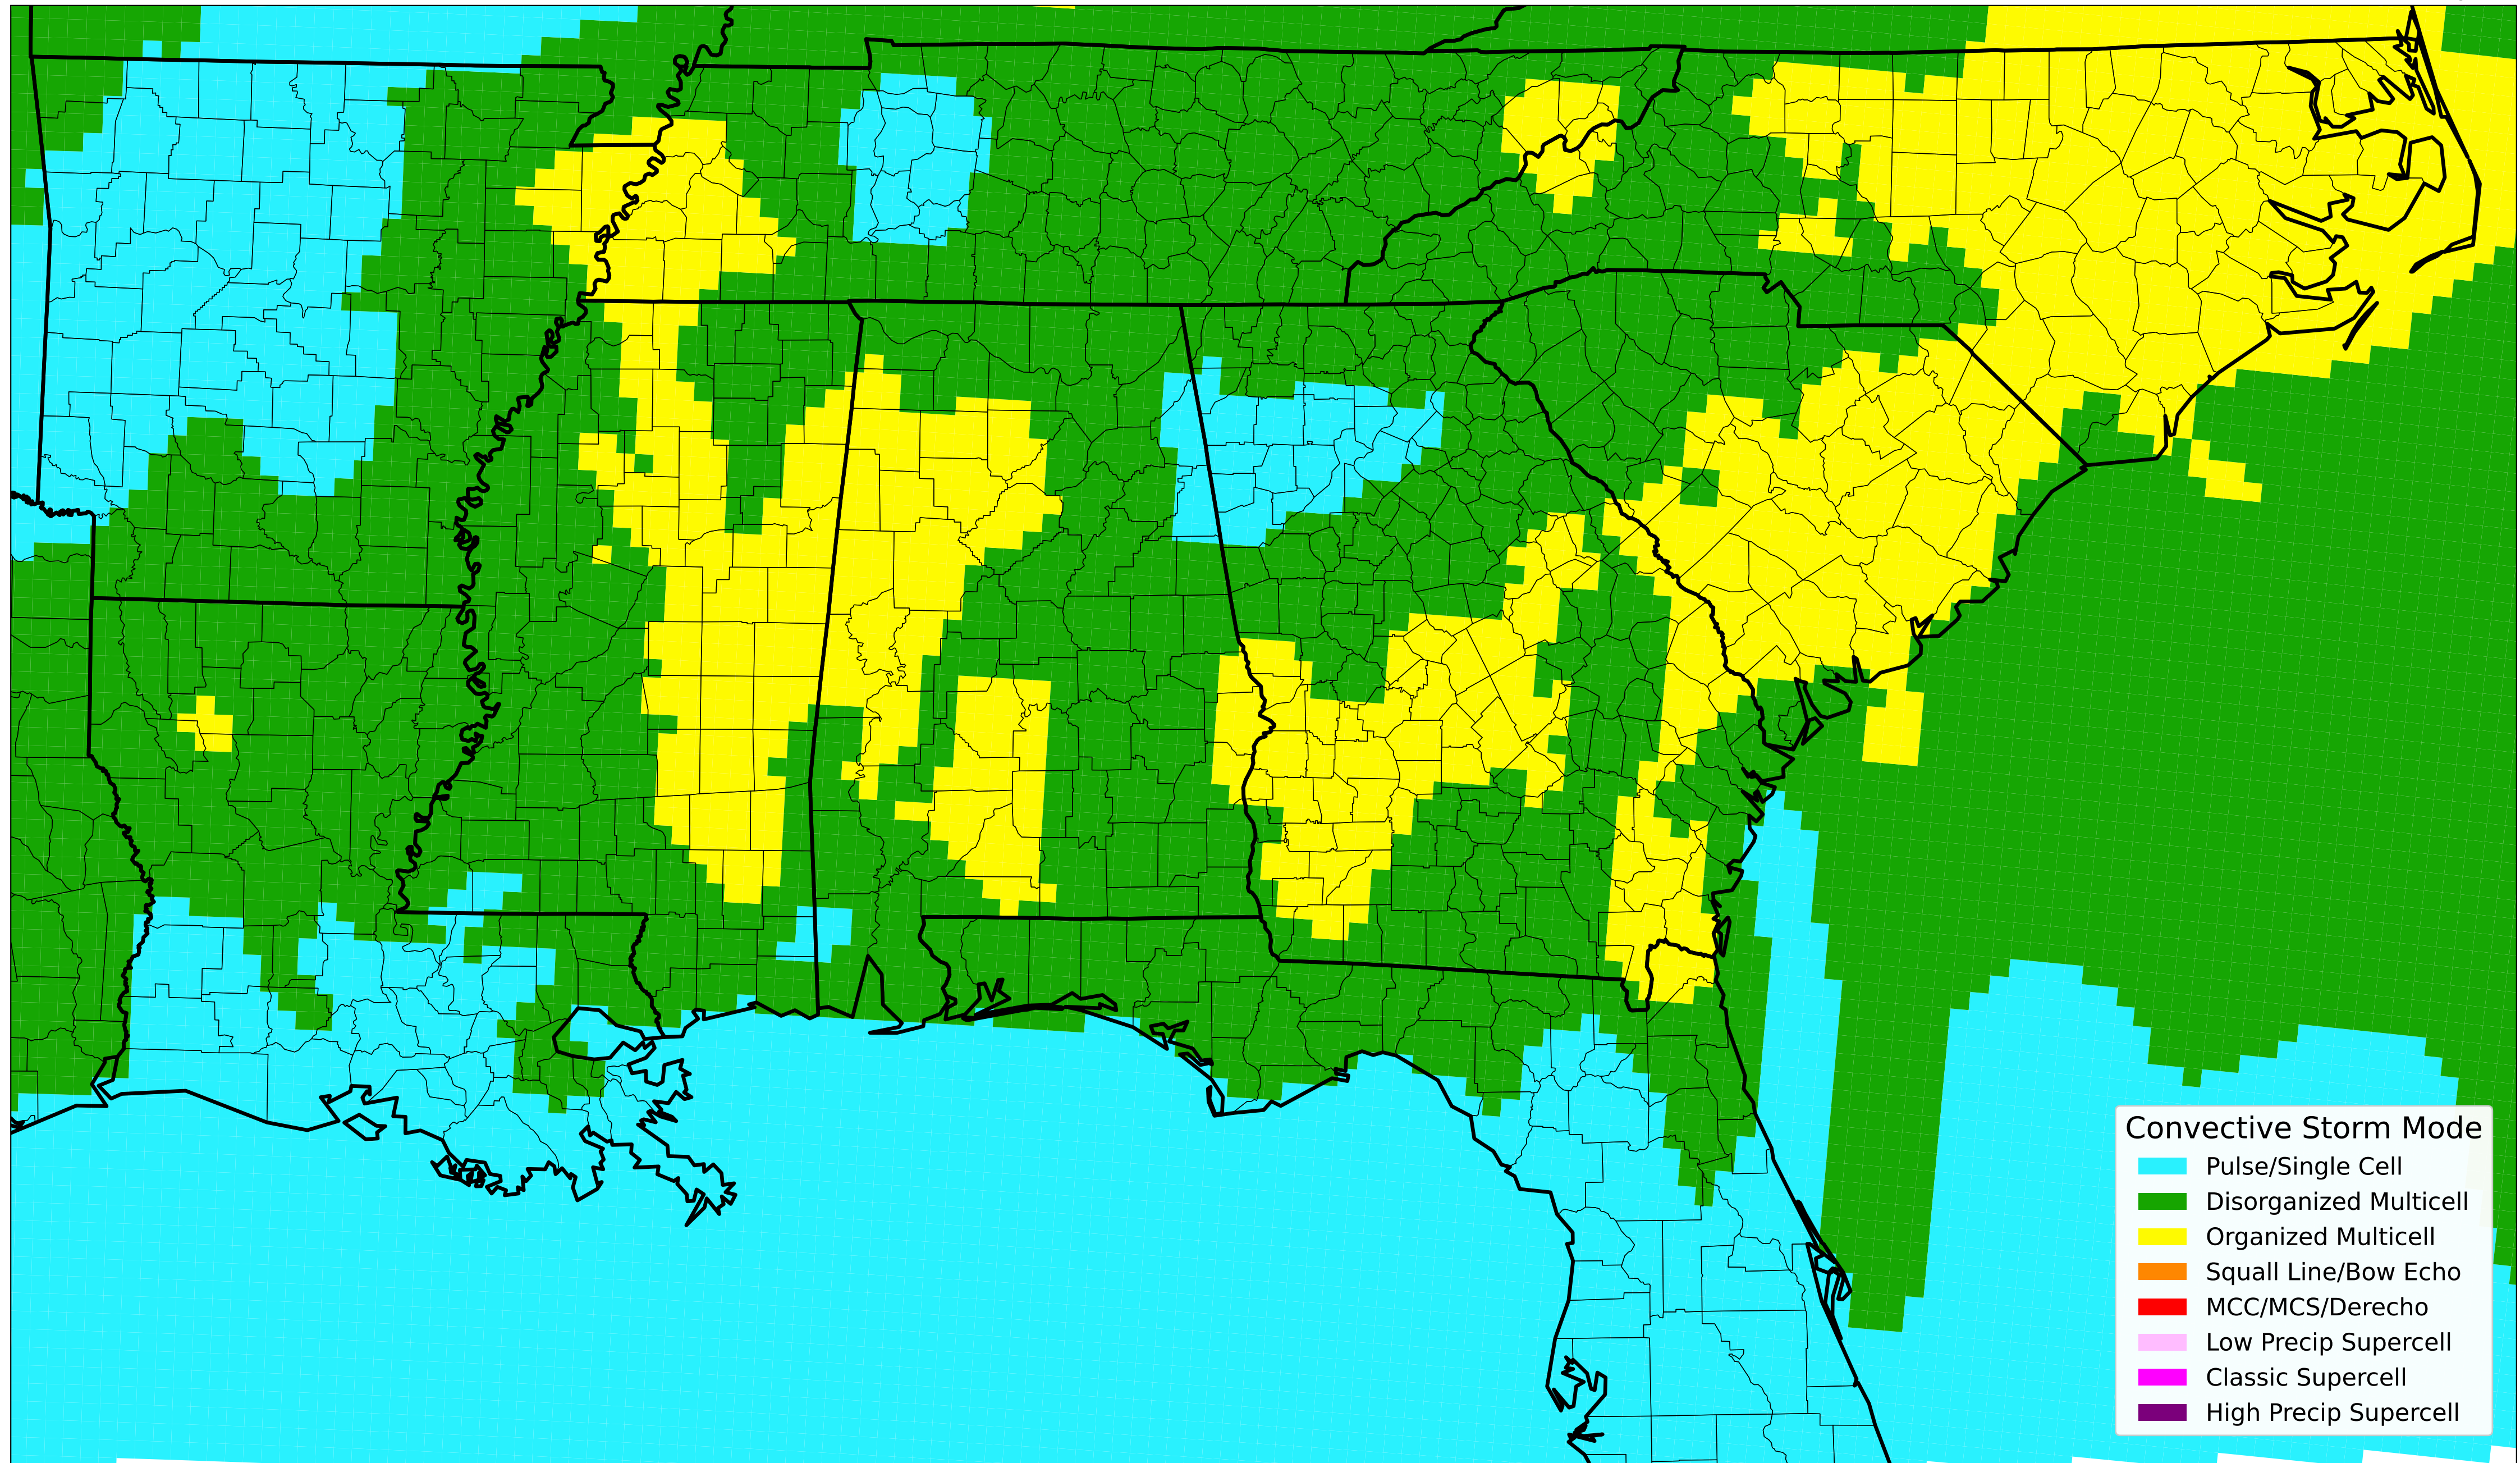 Convective Storm Mode
Pulse/Single Cell
Disorganized Multicell
Organized Multicell
Squall Line/Bow Echo
MCC/MCS/Derecho
Low Precip Supercell
Classic Supercell
High Precip Supercell